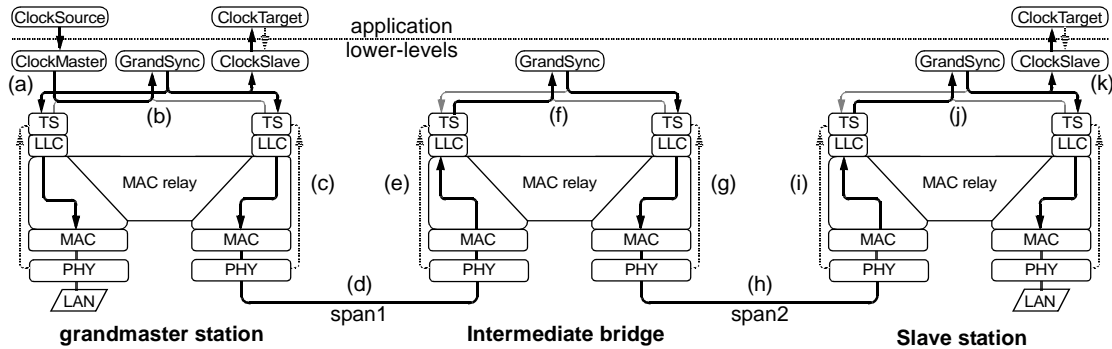 ClockSource ClockTarget application ClockTarget
lower-levels
ClockMaster GrandSync ClockSlave GrandSync GrandSync ClockSlave
(a) (b) (f) (j) (k)
TS TS TS TS TS TS
LLC LLC LLC LLC LLC LLC
MAC relay (c) (e) MAC relay (g) (i) MAC relay
MAC MAC MAC MAC MAC MAC
PHY PHY PHY PHY PHY PHY
LAN (d) (h) LAN
span1 span2
grandmaster station Intermediate bridge Slave station